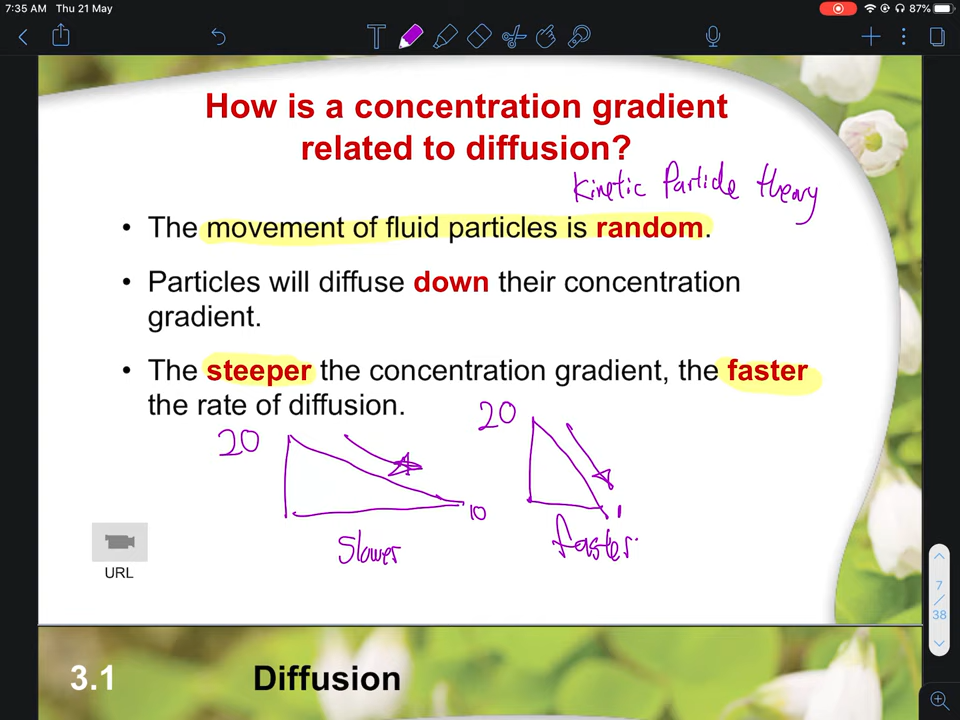 7:35 AM Thu 21 May
87%
How is a concentration gradient
related to diffusion?
Kinetic Particle theory
• The movement of fluid particles is random.
• Particles will diffuse down their concentration
gradient.
• The steeper the concentration gradient, the faster
the rate of diffusion.
20
10
Slower
20
1
faster
URL
7
/
38
3.1 Diffusion